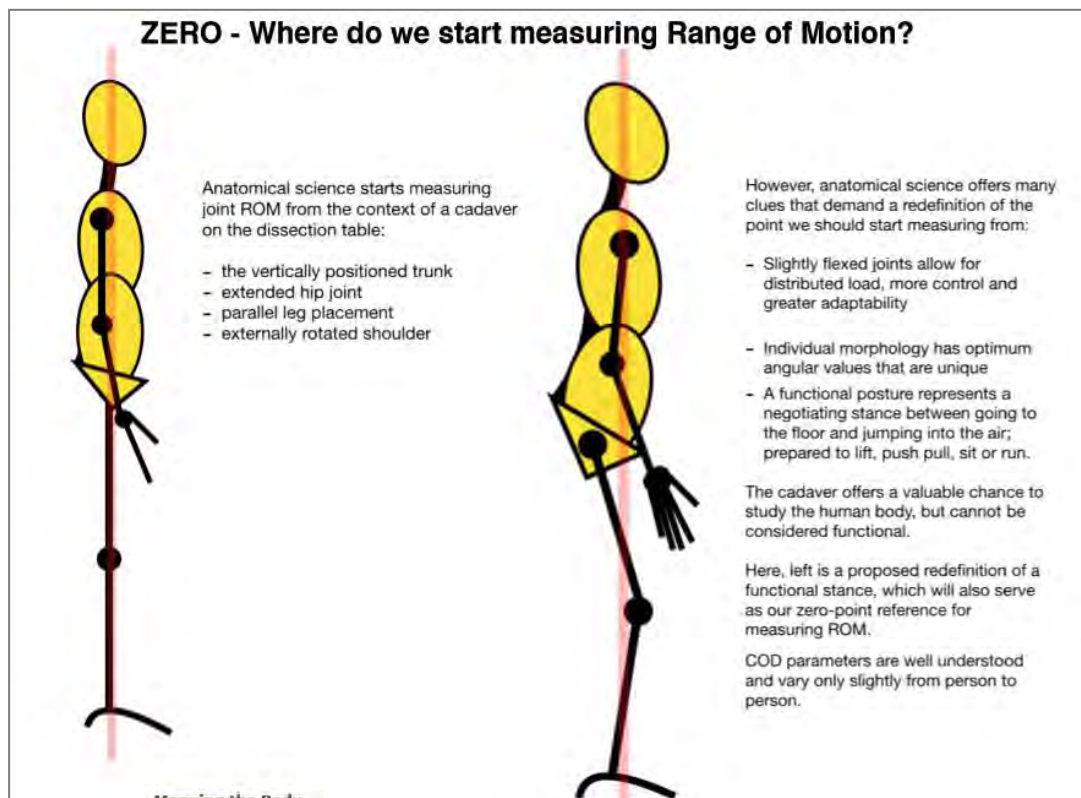 ZERO - Where do we start measuring Range of Motion?
Anatomical science starts measuring
joint ROM from the context of a cadaver
on the dissection table:
- the vertically positioned trunk
- extended hip joint
- parallel leg placement
- externally rotated shoulder
However, anatomical science offers many
clues that demand a redefinition of the
point we should start measuring from:
- Slightly flexed joints allow for
distributed load, more control and
greater adaptability
- Individual morphology has optimum
angular values that are unique
- A functional posture represents a
negotiating stance between going to
the floor and jumping into the air;
prepared to lift, push pull, sit or run.
The cadaver offers a valuable chance to
study the human body, but cannot be
considered functional.
Here, left is a proposed redefinition of a
functional stance, which will also serve
as our zero-point reference for
measuring ROM.
COD parameters are well understood
and vary only slightly from person to
person.